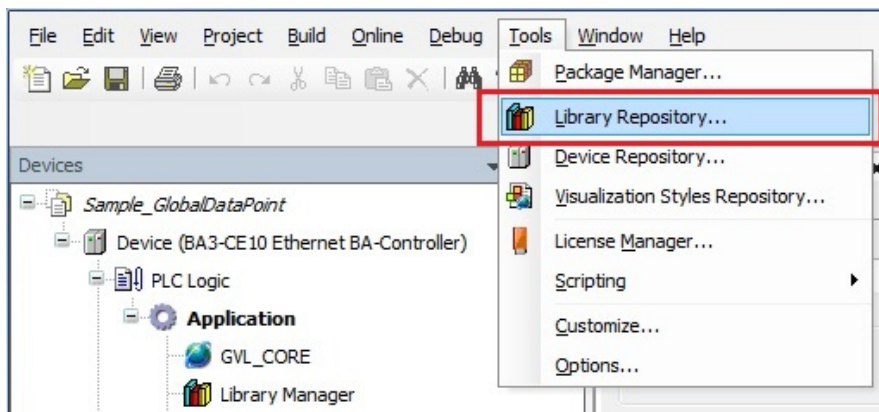 File Edit View Project Build Online Debug Tools Window Help
Package Manager...
Library Repository...
Device Repository...
Visualization Styles Repository...
License Manager...
Scripting
Customize...
Options...
Devices
Sample_GlobalDataPoint
Device (BA3-CE10 Ethernet BA-Controller)
PLC Logic
Application
GVL_CORE
Library Manager